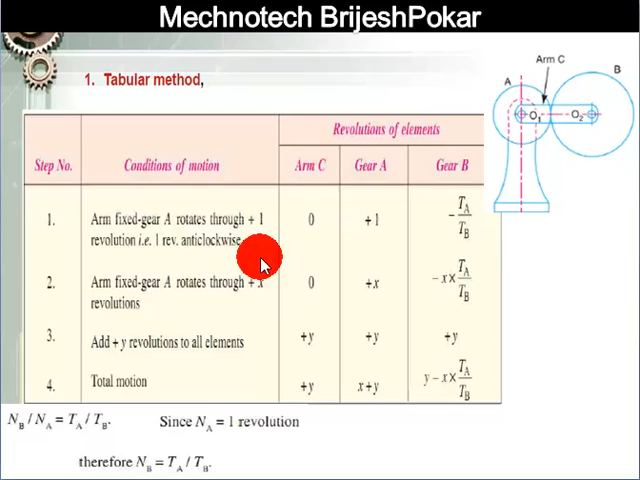 Mechnotech BrijeshPokar
1. Tabular method,
Arm C
A
B
O1
O2
Revolutions of elements
Step No.
Conditions of motion
Arm C
Gear A
Gear B
1.
Arm fixed-gear A rotates through + 1
revolution i.e. 1 rev. anticlockwise
0
+ 1
− TA/TB
2.
Arm fixed-gear A rotates through + x
revolutions
0
+ x
− x × TA/TB
3.
Add + y revolutions to all elements
+ y
+ y
+ y
4.
Total motion
+ y
x + y
y − x × TA/TB
NB / NA = TA / TB.
Since NA = 1 revolution
therefore NB = TA / TB.